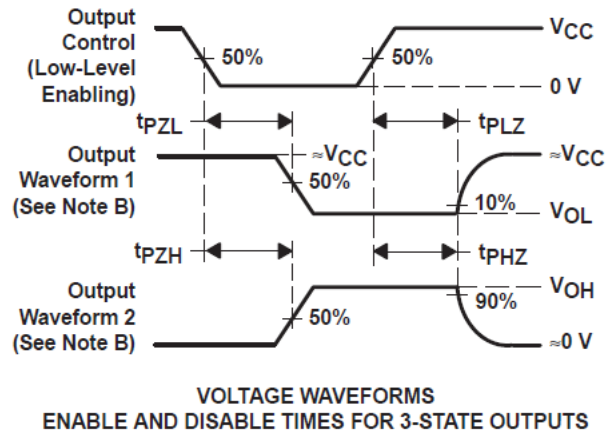 Output
Control
(Low-Level
Enabling)
50%
50%
VCC
0 V
tPZL
tPLZ
Output
Waveform 1
(See Note B)
≈VCC
50%
≈VCC
10%
VOL
tPZH
tPHZ
Output
Waveform 2
(See Note B)
50%
VOH
90%
≈0 V
VOLTAGE WAVEFORMS
ENABLE AND DISABLE TIMES FOR 3-STATE OUTPUTS